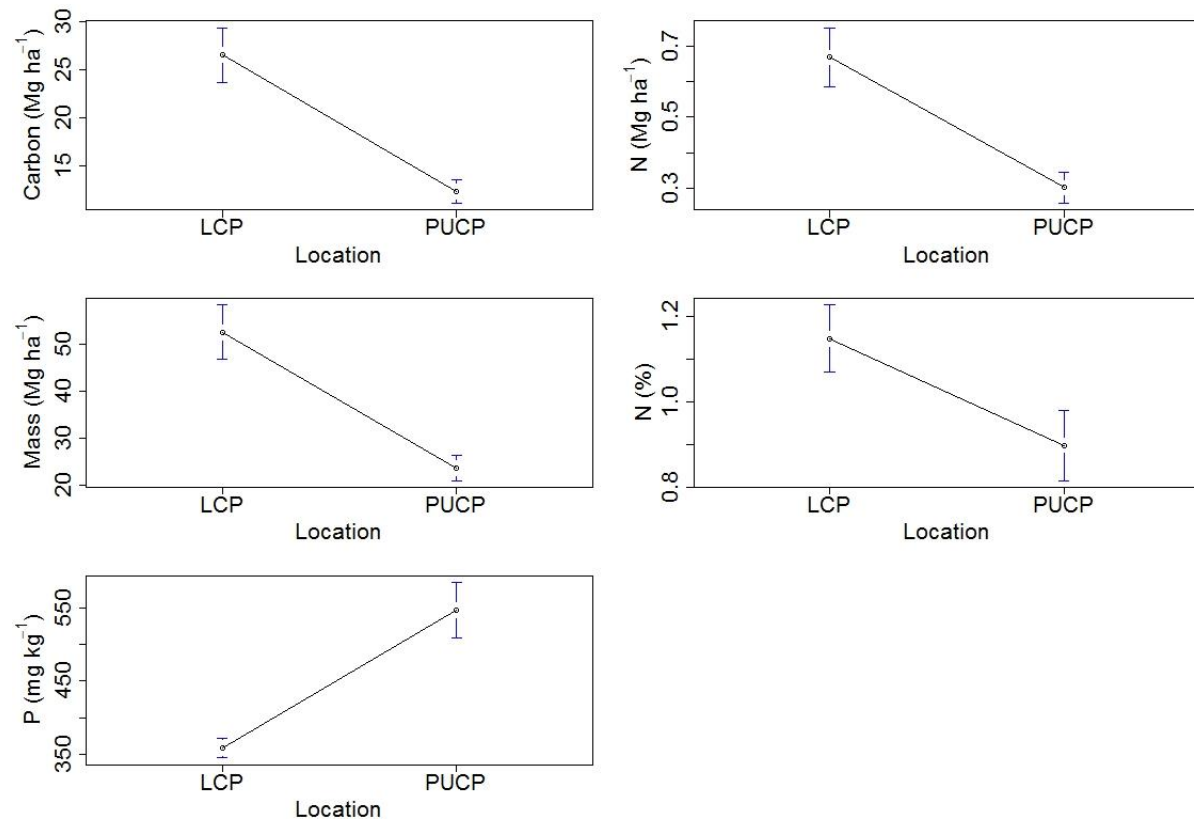 Carbon (Mg ha⁻¹)
30
25
20
15
LCP PUCP
Location
N (Mg ha⁻¹)
0.7
0.5
0.3
LCP PUCP
Location
Mass (Mg ha⁻¹)
50
40
30
20
LCP PUCP
Location
N (%)
1.2
1.0
0.8
LCP PUCP
Location
P (mg kg⁻¹)
550
450
350
LCP PUCP
Location